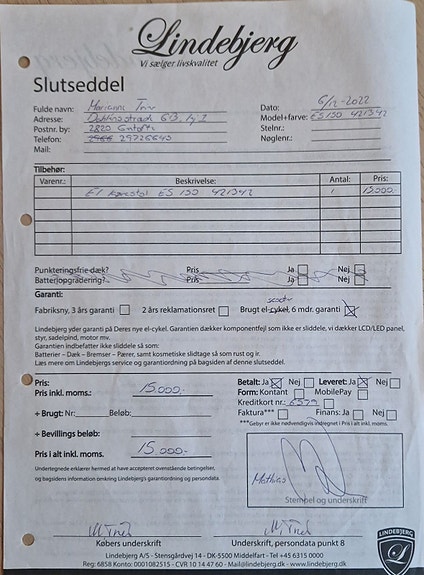 Lindebjerg
Vi sælger livskvalitet
Slutseddel
Fulde navn: Marianne
Dato: 6/12-2022
Adresse:
Model+farve: ES 150 421342
Postnr. by: 2820 Gentofte
Stelnr.:
Telefon: 29726645
Nøglenr.:
Mail:
Tilbehør:
Varenr.: Beskrivelse: Antal: Pris:
El kørestol ES 150 421342 1 15.000.
Punkteringsfrie dæk? Pris Ja Nej
Batteriopgradering? Pris Ja Nej
Garanti:
scooter
Fabriksny, 3 års garanti 2 års reklamationsret Brugt el-cykel, 6 mdr. garanti
Lindebjerg yder garanti på Deres nye el-cykel. Garantien dækker komponentfejl som ikke er sliddele, vi dækker LCD/LED panel,
styr, sadelpind, motor mv.
Garantien indbefatter ikke sliddele så som:
Batterier – Dæk – Bremser – Pærer, samt kosmetiske slidtage så som rust og ir.
Læs mere om Lindebjergs service og garantiordning på bagsiden af denne slutseddel.
Pris:
Pris inkl. moms.: 15.000.-
Betalt: Ja Nej Leveret: Ja Nej
Form: Kontant MobilePay
Kreditkort nr.: 6579
÷ Brugt: Nr.: Beløb:
Faktura*** Finans: Ja Nej
***Gebyr er ikke nødvendigvis indregnet i Pris i alt inkl. moms.
÷ Bevillings beløb:
Pris i alt inkl. moms. 15.000.-
Undertegnede erklærer hermed at have accepteret ovenstående betingelser,
og bagsidens information omkring Lindebjerg's garantiordning og persondata.
Mathias
Stempel og underskrift
Købers underskrift
Underskrift, persondata punkt 8
Lindebjerg A/S - Stensgårdvej 14 - DK-5500 Middelfart - Tel +45 6315 0000
Reg: 6858 Konto: 0001082515 - CVR 10 14 47 60 - Mail@lindebjerg.dk - www.lindebjerg.dk
LINDEBJERG